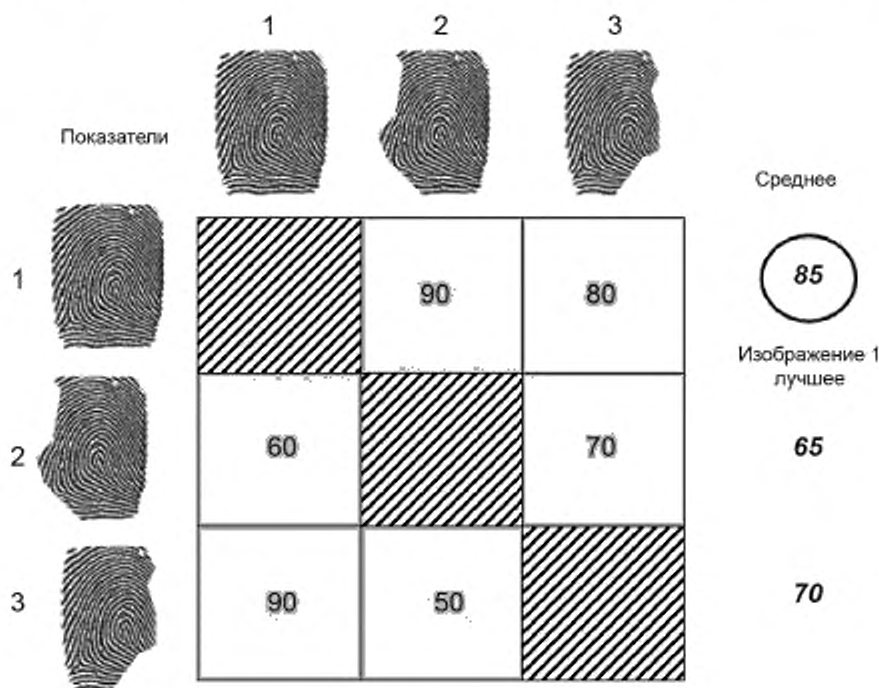 1 2 3
Показатели
Среднее
1 90 80 85
Изображение 1
лучшее
2 60 70 65
3 90 50 70